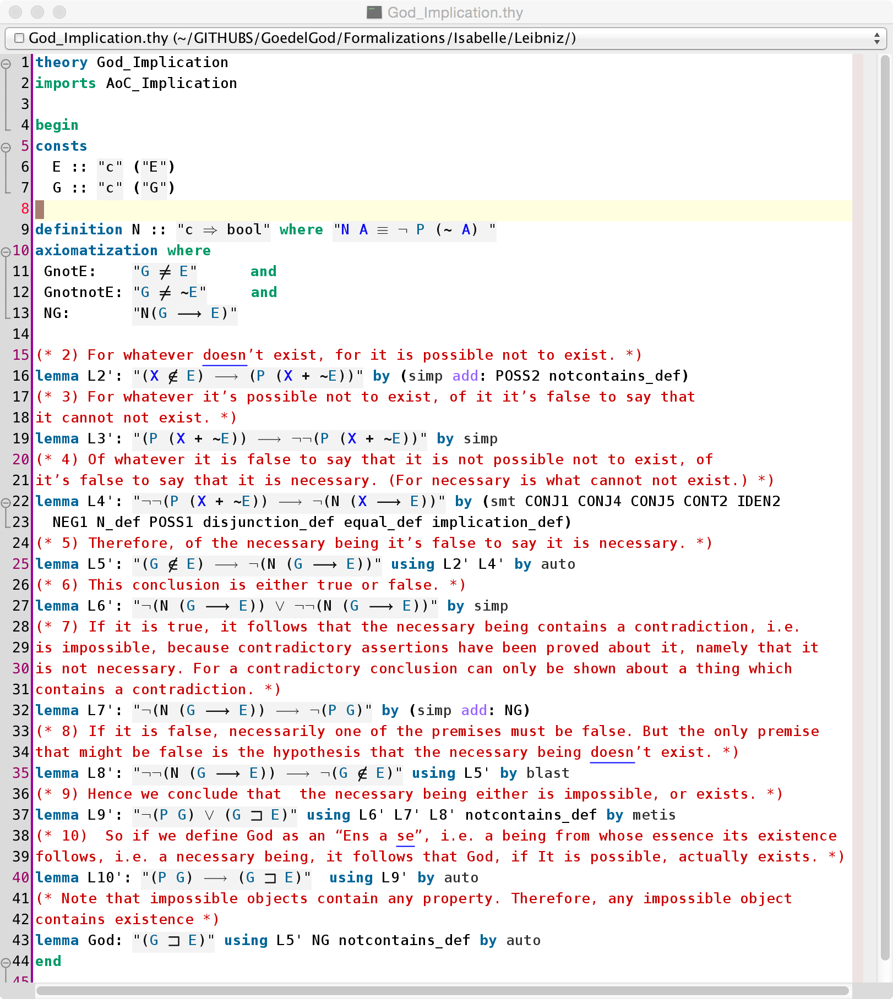 God_Implication.thy
God_Implication.thy (~/GITHUBS/GoedelGod/Formalizations/Isabelle/Leibniz/)
1 theory God_Implication
2 imports AoC_Implication
3
4 begin
5 consts
6 E :: "c" ("E")
7 G :: "c" ("G")
8
9 definition N :: "c ⇒ bool" where "N A ≡ ¬ P (~ A) "
10 axiomatization where
11 GnotE: "G ≠ E" and
12 GnotnotE: "G ≠ ~E" and
13 NG: "N(G ⟶ E)"
14
15 (* 2) For whatever doesn’t exist, for it is possible not to exist. *)
16 lemma L2': "(X ∉ E) ⟶ (P (X + ~E))" by (simp add: POSS2 notcontains_def)
17 (* 3) For whatever it’s possible not to exist, of it it’s false to say that
18 it cannot not exist. *)
19 lemma L3': "(P (X + ~E)) ⟶ ¬¬(P (X + ~E))" by simp
20 (* 4) Of whatever it is false to say that it is not possible not to exist, of
21 it’s false to say that it is necessary. (For necessary is what cannot not exist.) *)
22 lemma L4': "¬¬(P (X + ~E)) ⟶ ¬(N (X ⟶ E))" by (smt CONJ1 CONJ4 CONJ5 CONT2 IDEN2
23 NEG1 N_def POSS1 disjunction_def equal_def implication_def)
24 (* 5) Therefore, of the necessary being it’s false to say it is necessary. *)
25 lemma L5': "(G ∉ E) ⟶ ¬(N (G ⟶ E))" using L2' L4' by auto
26 (* 6) This conclusion is either true or false. *)
27 lemma L6': "¬(N (G ⟶ E)) ∨ ¬¬(N (G ⟶ E))" by simp
28 (* 7) If it is true, it follows that the necessary being contains a contradiction, i.e.
29 is impossible, because contradictory assertions have been proved about it, namely that it
30 is not necessary. For a contradictory conclusion can only be shown about a thing which
31 contains a contradiction. *)
32 lemma L7': "¬(N (G ⟶ E)) ⟶ ¬(P G)" by (simp add: NG)
33 (* 8) If it is false, necessarily one of the premises must be false. But the only premise
34 that might be false is the hypothesis that the necessary being doesn’t exist. *)
35 lemma L8': "¬¬(N (G ⟶ E)) ⟶ ¬(G ∉ E)" using L5' by blast
36 (* 9) Hence we conclude that  the necessary being either is impossible, or exists. *)
37 lemma L9': "¬(P G) ∨ (G ⊐ E)" using L6' L7' L8' notcontains_def by metis
38 (* 10)  So if we define God as an “Ens a se”, i.e. a being from whose essence its existence
39 follows, i.e. a necessary being, it follows that God, if It is possible, actually exists. *)
40 lemma L10': "(P G) ⟶ (G ⊐ E)"  using L9' by auto
41 (* Note that impossible objects contain any property. Therefore, any impossible object
42 contains existence *)
43 lemma God: "(G ⊐ E)" using L5' NG notcontains_def by auto
44 end
45